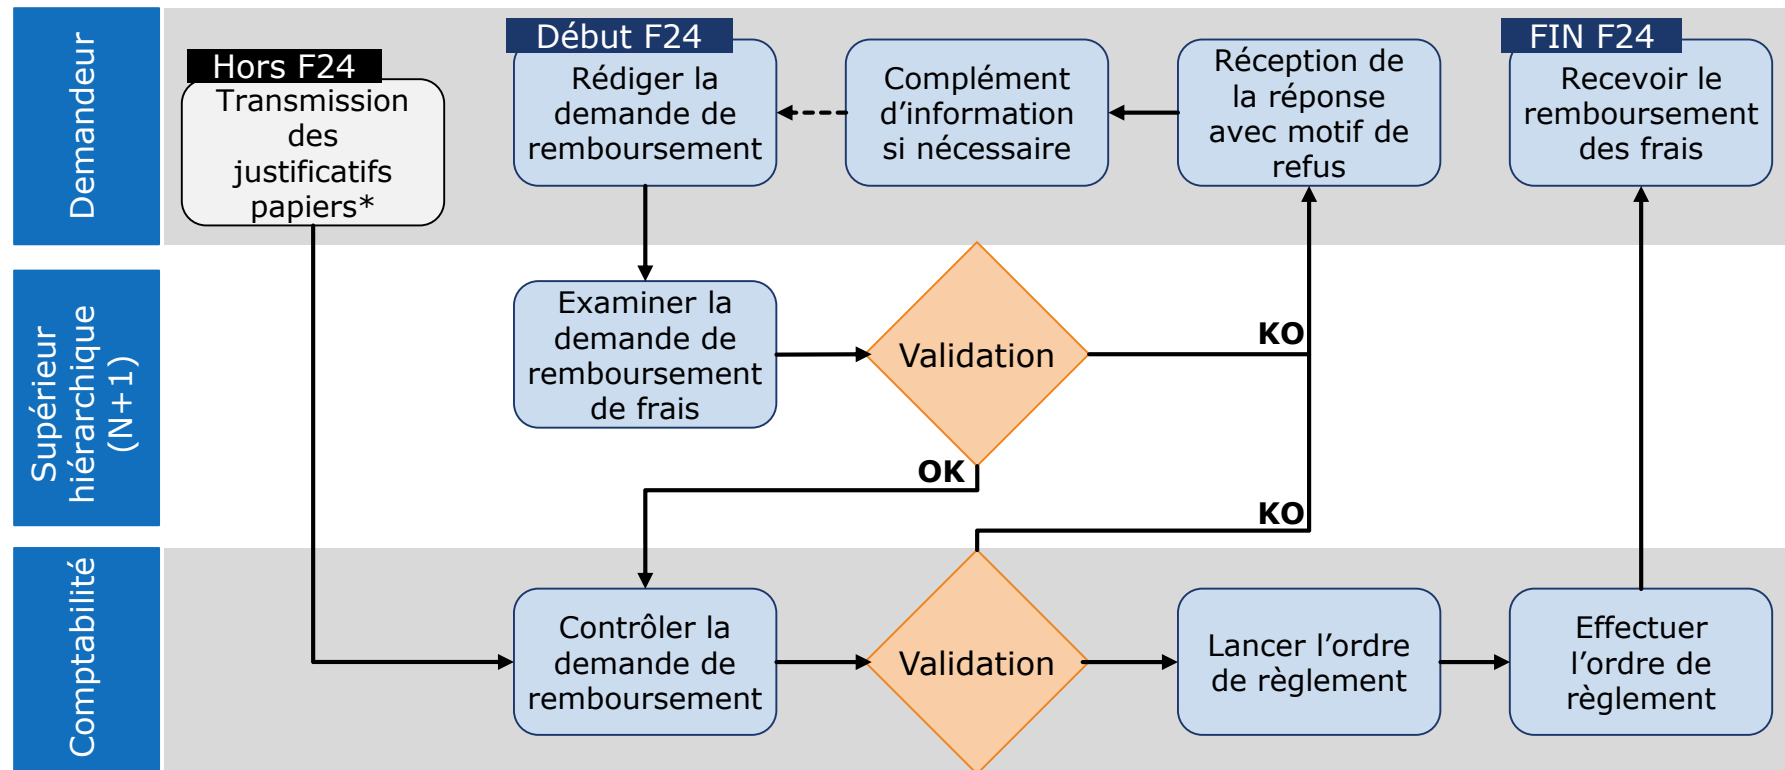 Demandeur
Hors F24
Transmission
des
justificatifs
papiers*
Début F24
Rédiger la
demande de
remboursement
Complément
d’information
si nécessaire
Réception de
la réponse
avec motif de
refus
FIN F24
Recevoir le
remboursement
des frais
Supérieur
hiérarchique
(N+1)
Examiner la
demande de
remboursement
de frais
Validation
KO
OK
KO
Comptabilité
Contrôler la
demande de
remboursement
Validation
Lancer l’ordre
de règlement
Effectuer
l’ordre de
règlement